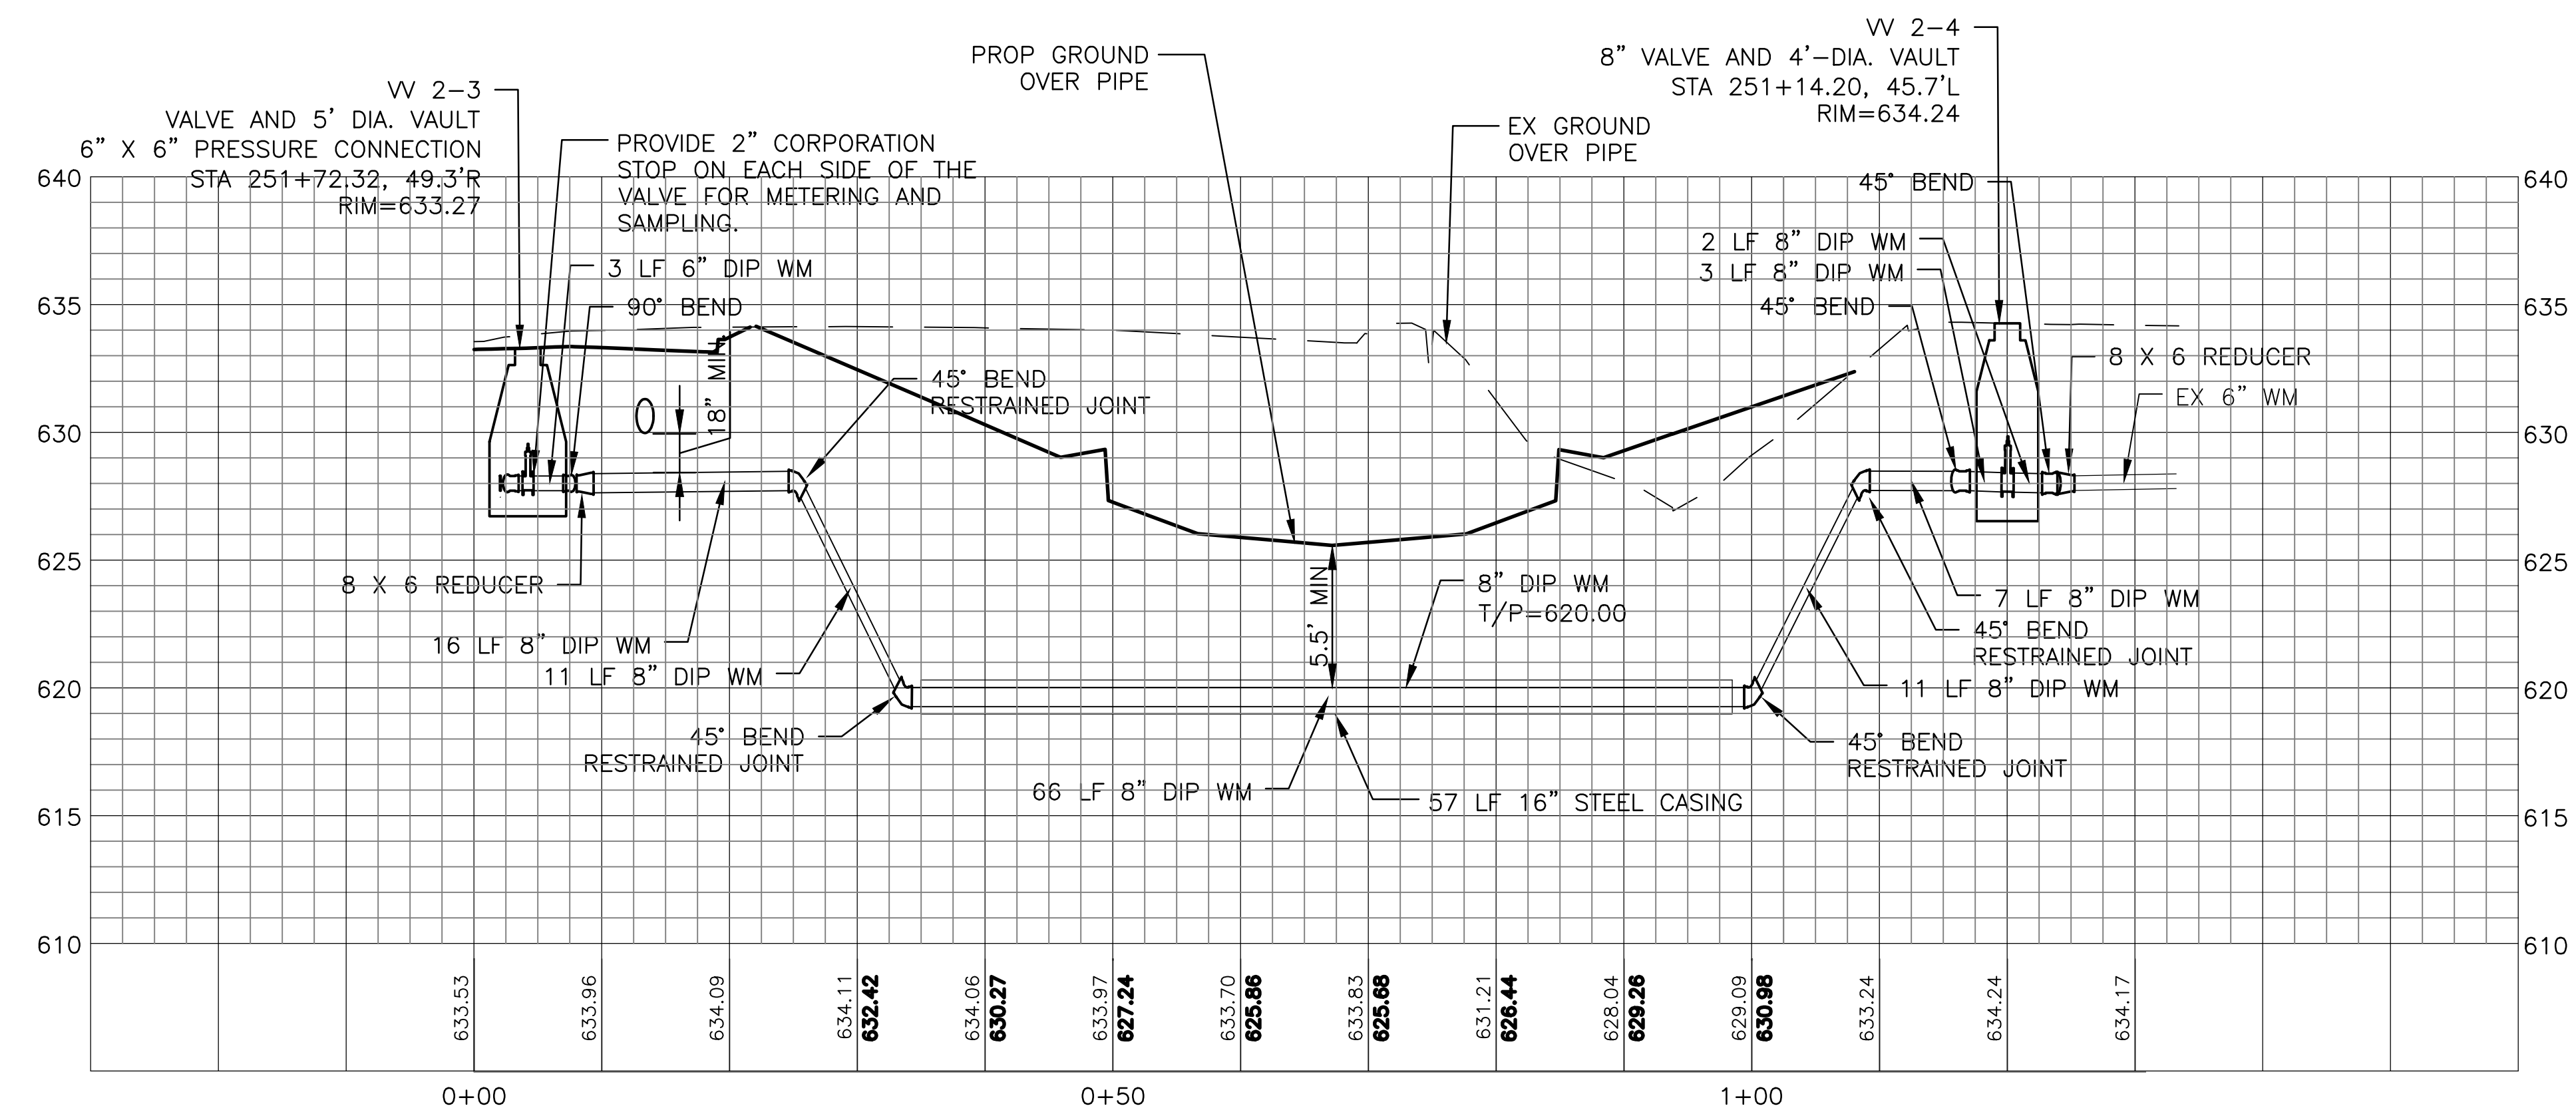 VV 2-3
VALVE AND 5' DIA. VAULT
6" X 6" PRESSURE CONNECTION
STA 251+72.32, 49.3'R
RIM=633.27
PROVIDE 2" CORPORATION
STOP ON EACH SIDE OF THE
VALVE FOR METERING AND
SAMPLING.
3 LF 6" DIP WM
90° BEND
PROP GROUND
OVER PIPE
EX GROUND
OVER PIPE
VV 2-4
8" VALVE AND 4'-DIA. VAULT
STA 251+14.20, 45.7'L
RIM=634.24
45° BEND
2 LF 8" DIP WM
3 LF 8" DIP WM
45° BEND
8 X 6 REDUCER
EX 6" WM
18" MIN
45° BEND
RESTRAINED JOINT
8 X 6 REDUCER
16 LF 8" DIP WM
11 LF 8" DIP WM
45° BEND
RESTRAINED JOINT
5.5' MIN
8" DIP WM
T/P=620.00
66 LF 8" DIP WM
57 LF 16" STEEL CASING
7 LF 8" DIP WM
45° BEND
RESTRAINED JOINT
11 LF 8" DIP WM
45° BEND
RESTRAINED JOINT
640
635
630
625
620
615
610
640
635
630
625
620
615
610
633.53
633.96
634.09
634.11
632.42
634.06
630.27
633.97
627.24
633.70
625.86
633.83
625.68
631.21
626.44
628.04
629.26
629.09
630.98
633.24
634.24
634.17
0+00
0+50
1+00